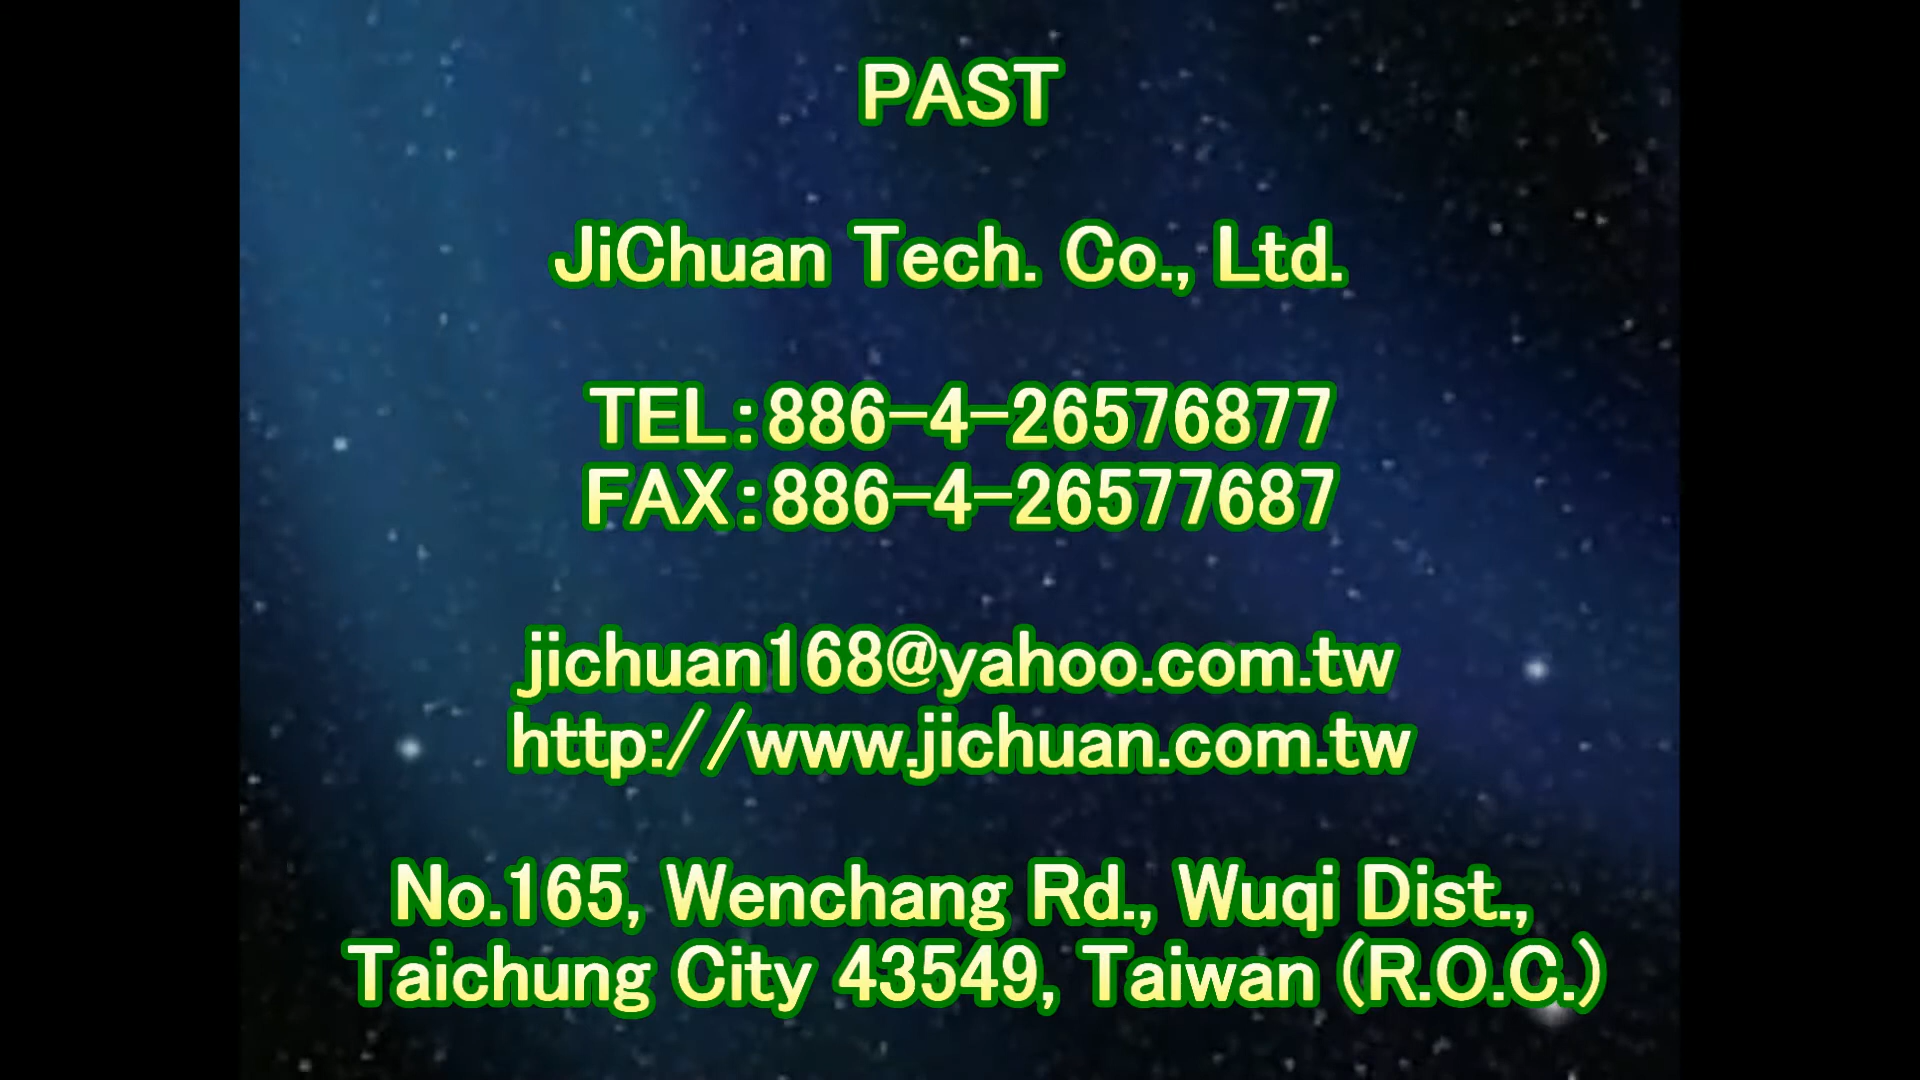 PAST
JiChuan Tech. Co., Ltd.
TEL:886-4-26576877
FAX:886-4-26577687
jichuan168@yahoo.com.tw
http://www.jichuan.com.tw
No.165, Wenchang Rd., Wuqi Dist.,
Taichung City 43549, Taiwan (R.O.C.)